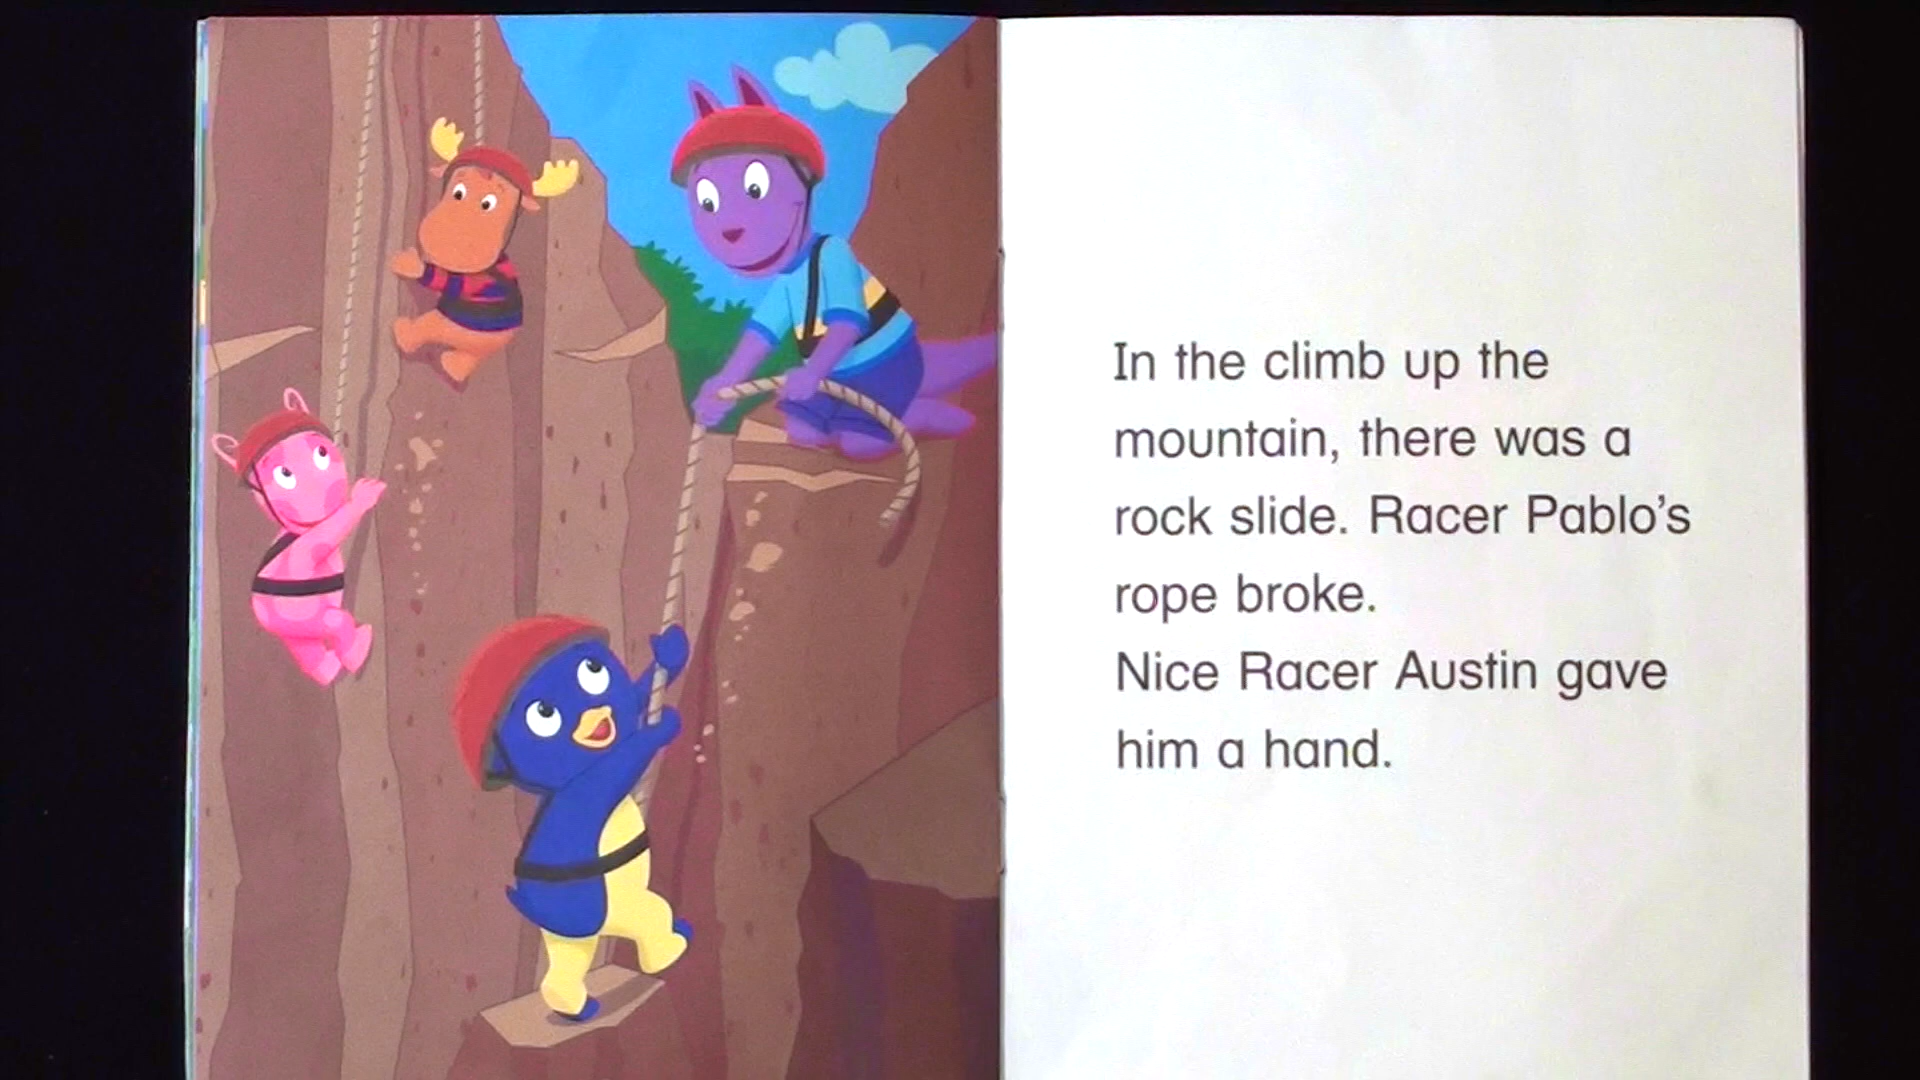 In the climb up the
mountain, there was a
rock slide. Racer Pablo’s
rope broke.
Nice Racer Austin gave
him a hand.